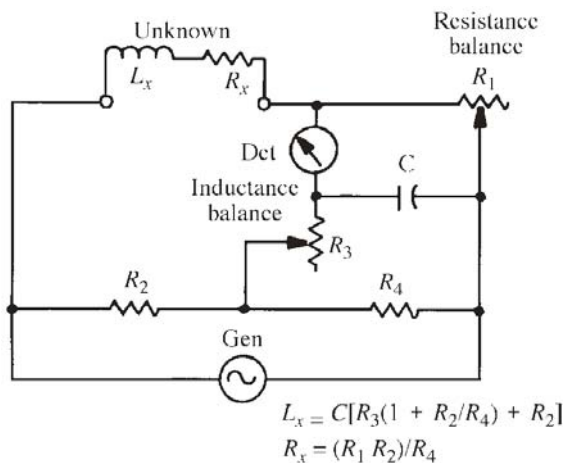 Unknown
Resistance
balance
L_x
R_x
R_1
Det
C
Inductance
balance
R_3
R_2
R_4
Gen
L_x = C[R_3(1 + R_2/R_4) + R_2]
R_x = (R_1 R_2)/R_4